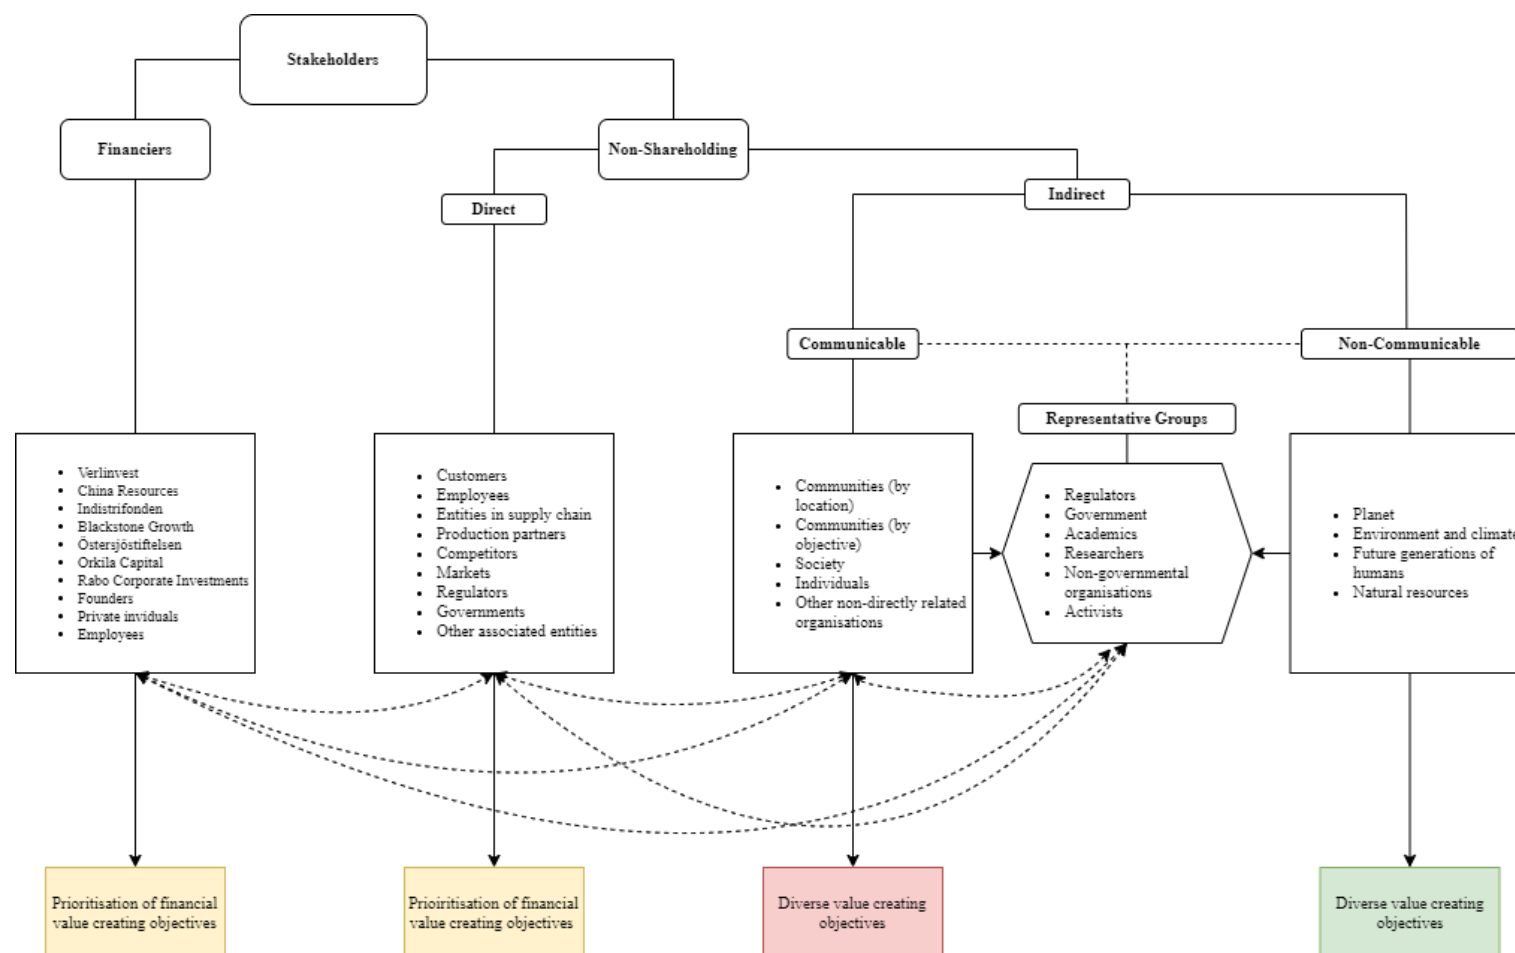 Stakeholders
Financiers
Non-Shareholding
Direct
Indirect
Communicable
Non-Communicable
Representative Groups
Verlinvest
China Resources
Indistrifonden
Blackstone Growth
Östersjöstiftelsen
Orkila Capital
Rabo Corporate Investments
Founders
Private inviduals
Employees
Customers
Employees
Entities in supply chain
Production partners
Competitors
Markets
Regulators
Governments
Other associated entities
Communities (by
location)
Communities (by
objective)
Society
Individuals
Other non-directly related
organisations
Regulators
Government
Academics
Researchers
Non-governmental
organisations
Activists
Planet
Environment and climate
Future generations of
humans
Natural resources
Prioritisation of financial
value creating objectives
Prioiritisation of financial
value creating objectives
Diverse value creating
objectives
Diverse value creating
objectives